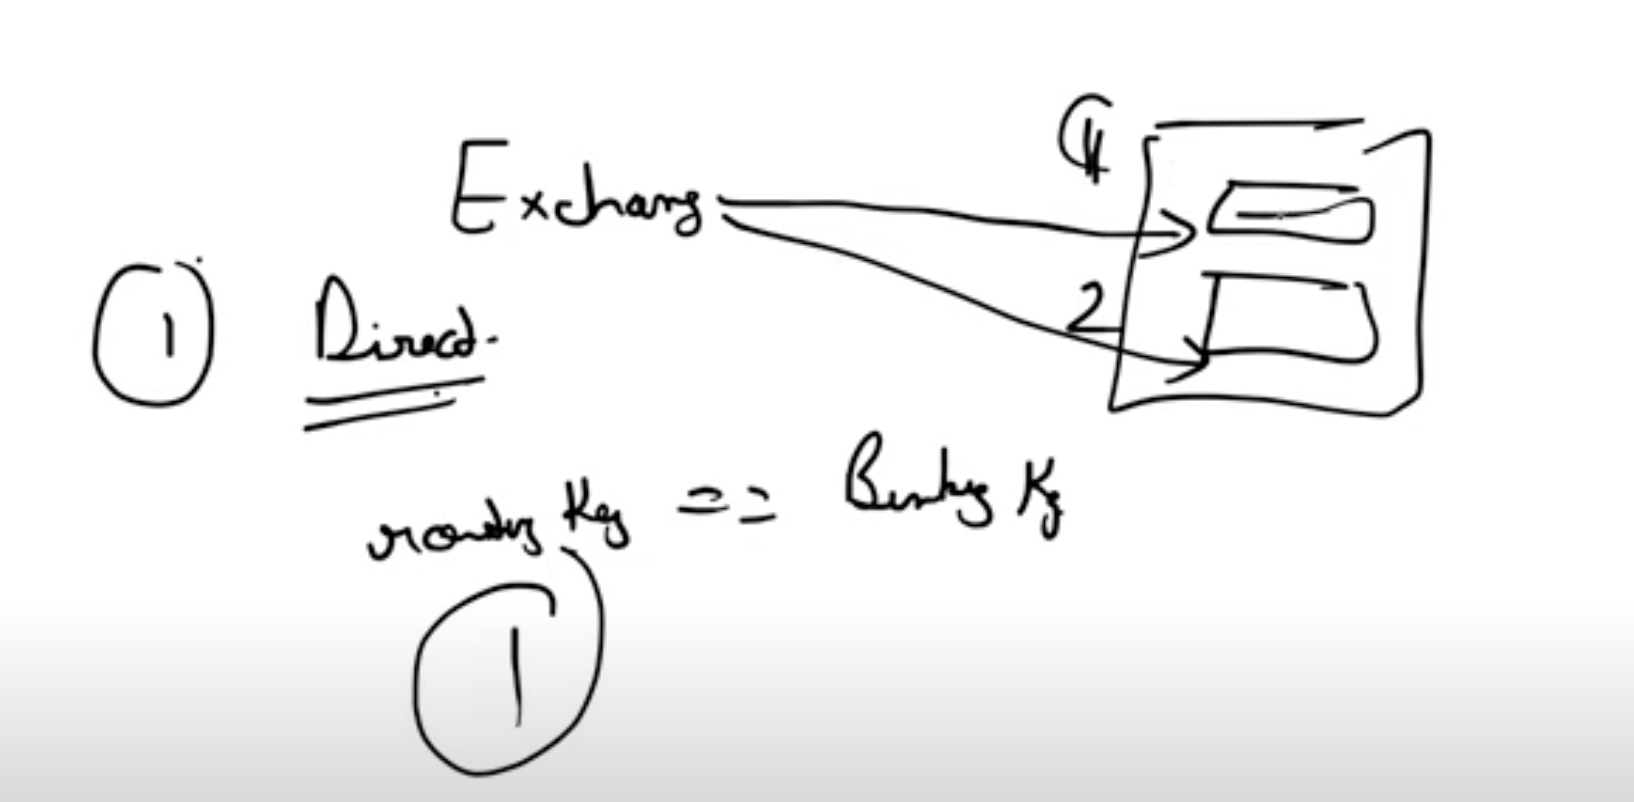 Exchang
2
1 Direct.
routing Key == Binding Key
1